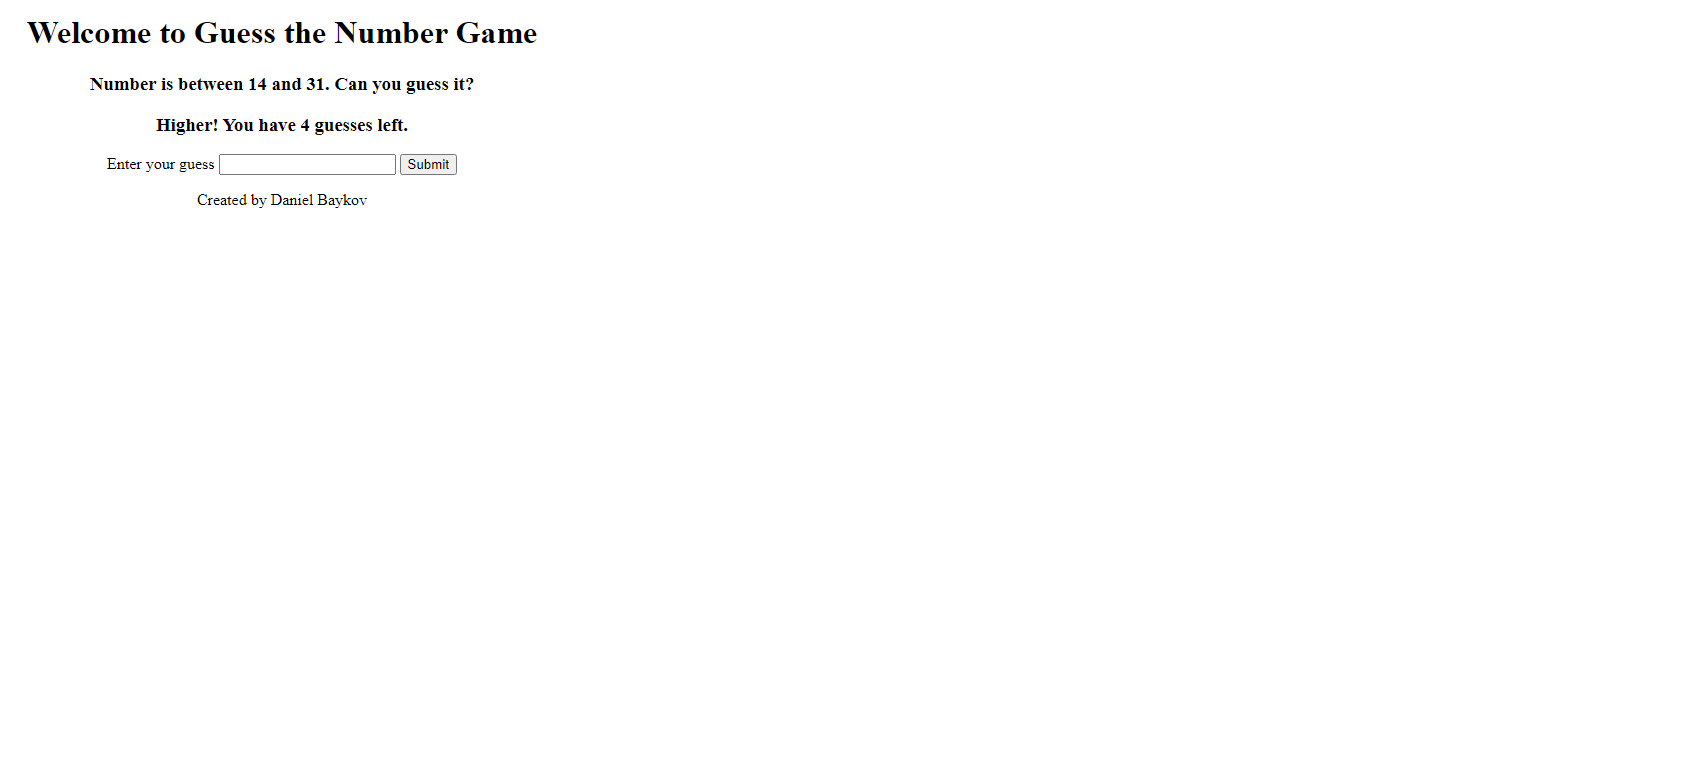 Welcome to Guess the Number Game
Number is between 14 and 31. Can you guess it?
Higher! You have 4 guesses left.
Enter your guess Submit
Created by Daniel Baykov